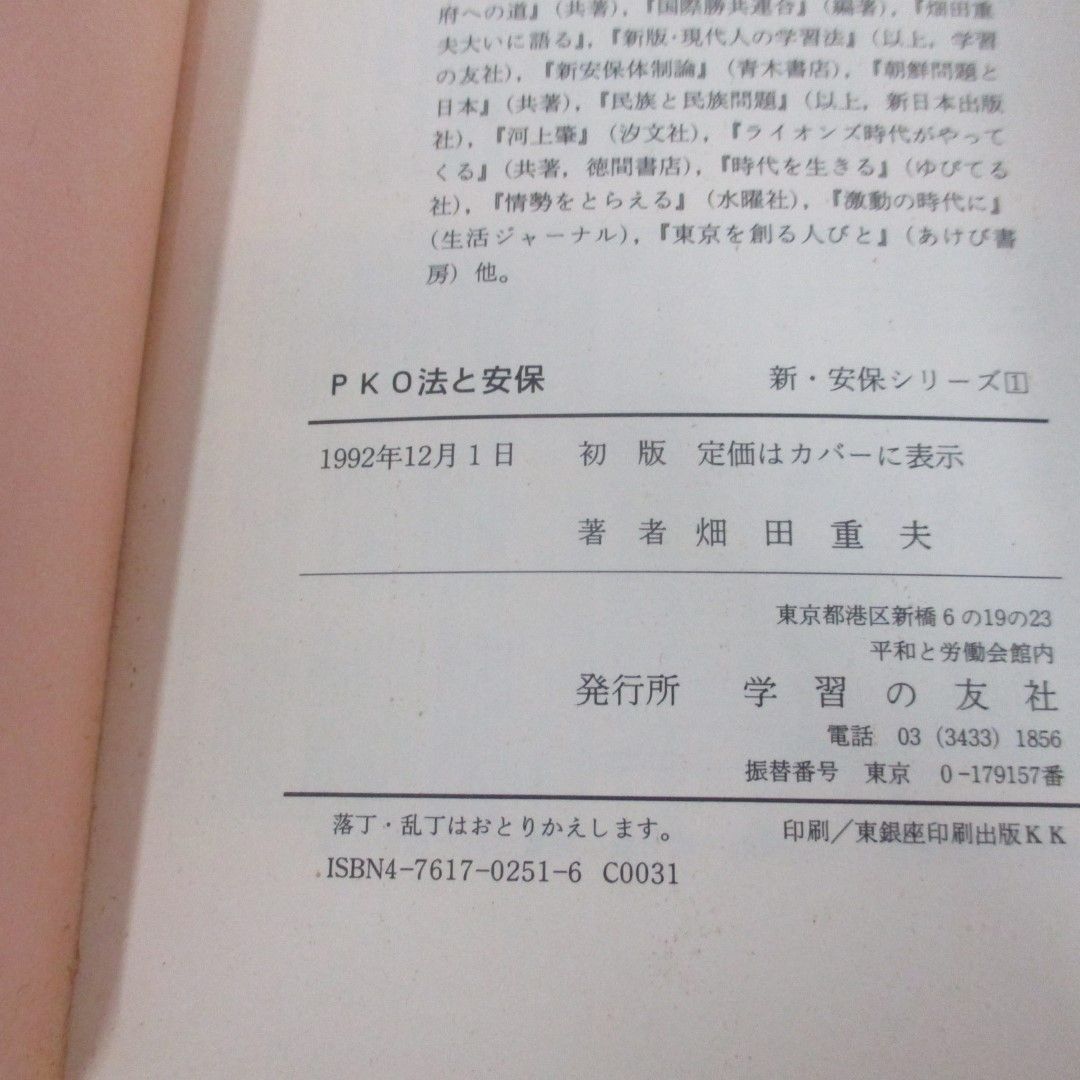 府への道』(共著),『国際勝共連合』(編著),『畑田重
夫大いに語る』,『新版・現代人の学習法』(以上, 学習
の友社),『新安保体制論』(青木書店),『朝鮮問題と
日本』(共著),『民族と民族問題』(以上, 新日本出版
社),『河上肇』(汐文社),『ライオンズ時代がやって
くる』(共著, 徳間書店),『時代を生きる』(ゆぴてる
社),『情勢をとらえる』(水曜社),『激動の時代に』
(生活ジャーナル),『東京を創る人びと』(あけび書
房) 他。
PKO法と安保 新・安保シリーズ1
1992年12月1日 初版 定価はカバーに表示
著者 畑田重夫
東京都港区新橋6の19の23
平和と労働会館内
発行所 学習の友社
電話 03 (3433) 1856
振替番号 東京 0-179157番
落丁・乱丁はおとりかえします。 印刷/東銀座印刷出版KK
ISBN4-7617-0251-6 C0031